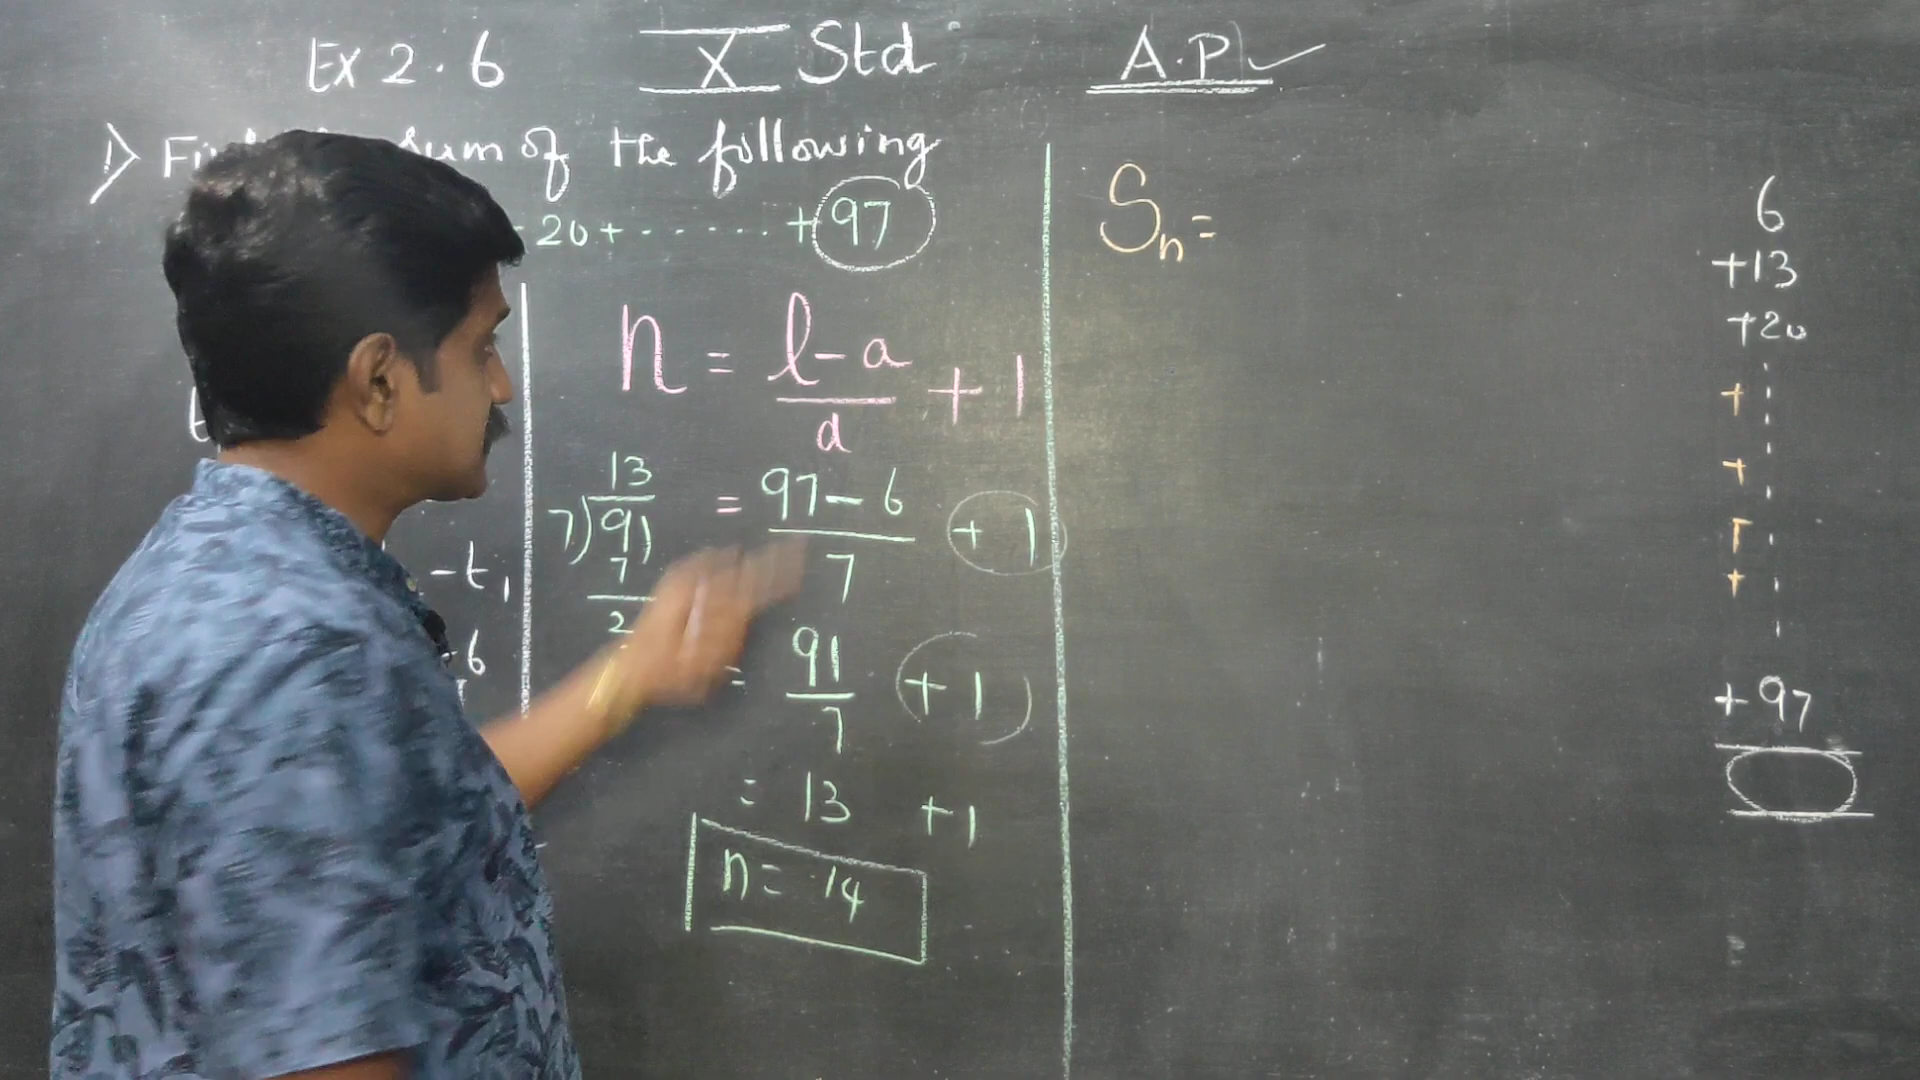 Ex 2.6
X Std
A.P
1) sum of the following
20 + ...... + 97
n = l-a/d + 1
13
7)91
7
2
= 97-6/7 + 1
= 91/7 + 1
= 13 + 1
n = 14
-t1
-6
Sn =
6
+13
+20
+
+
+
+
+97